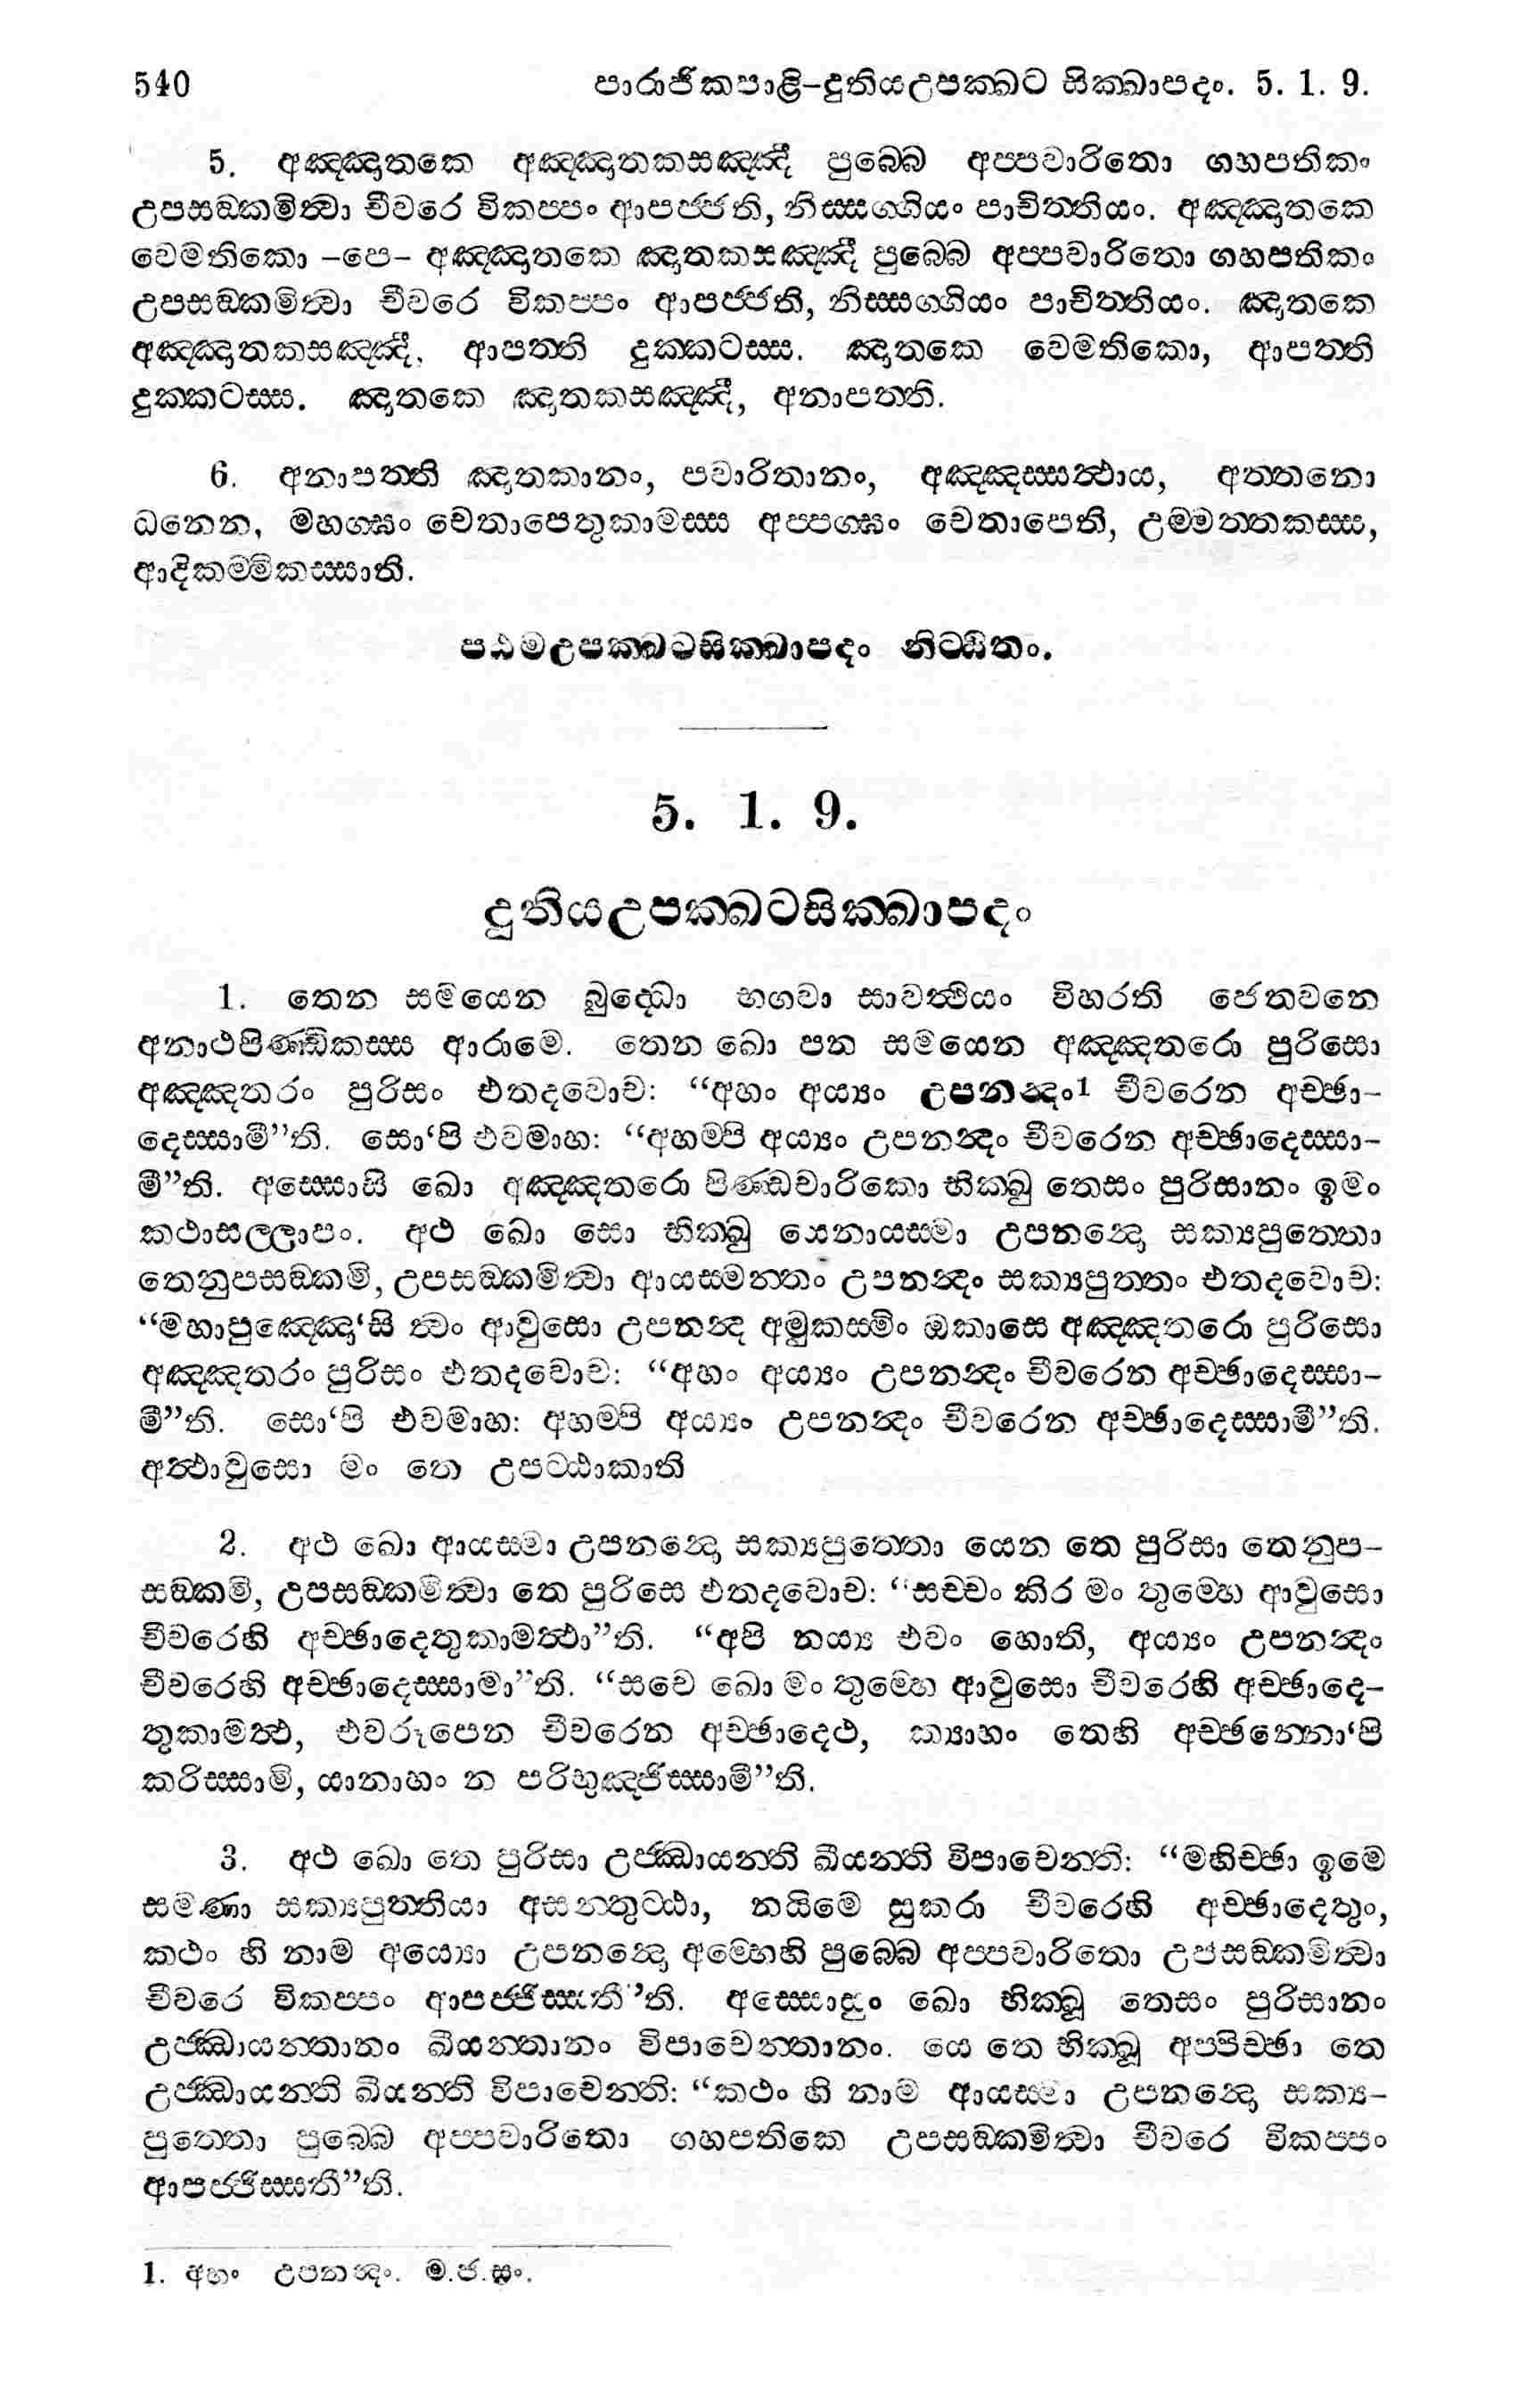 540 පාරාජිකපාළි-දුතියඋපක්ඛට සික්ඛාපදං. 5. 1. 9.
5. අඤ්ඤාතකෙ අඤ්ඤාතකසඤ්ඤී පුබ්බෙ අප්පවාරිතො ගහපතිකං
උපසඞ්කමිත්වා චීවරෙ විකප්පං ආපජ්ජති, නිස්සග්ගියං පාචිත්තියං. අඤ්ඤාතකෙ
වෙමතිකො -පෙ- අඤ්ඤාතකෙ ඤාතකසඤ්ඤී පුබ්බෙ අප්පවාරිතො ගහපතිකං
උපසඞ්කමිත්වා චීවරෙ විකප්පං ආපජ්ජති, නිස්සග්ගියං පාචිත්තියං. ඤාතකෙ
අඤ්ඤාතකසඤ්ඤී, ආපත්ති දුක්කටස්ස. ඤාතකෙ වෙමතිකො, ආපත්ති
දුක්කටස්ස. ඤාතකෙ ඤාතකසඤ්ඤී, අනාපත්ති.
6. අනාපත්ති ඤාතකානං, පවාරිතානං, අඤ්ඤස්සත්ථාය, අත්තනො
ධනෙන, මහග්ඝං චෙතාපෙතුකාමස්ස අප්පග්ඝං චෙතාපෙති, උම්මත්තකස්ස,
ආදිකම්මිකස්සාති.
පඨමඋපක්ඛටසික්ඛාපදං නිට්ඨිතං.
5. 1. 9.
දුතියඋපක්ඛටසික්ඛාපදං
1. තෙන සමයෙන බුද්ධො භගවා සාවත්ථියං විහරති ජෙතවනෙ
අනාථපිණ්ඩිකස්ස ආරාමෙ. තෙන ඛො පන සමයෙන අඤ්ඤතරො පුරිසො
අඤ්ඤතරං පුරිසං එතදවොච: “අහං අය්‍යං උපනන්දං1 චීවරෙන අච්ඡා-
දෙස්සාමී”ති. සො‘පි එවමාහ: “අහම්පි අය්‍යං උපනන්දං චීවරෙන අච්ඡාදෙස්සා-
මී”ති. අස්සොසි ඛො අඤ්ඤතරො පිණ්ඩචාරිකො භික්ඛු තෙසං පුරිසානං ඉමං
කථාසල්ලාපං. අථ ඛො සො භික්ඛු යෙනායස්මා උපනන්දො සක්‍යපුත්තො
තෙනුපසඞ්කමි, උපසඞ්කමිත්වා ආයස්මන්තං උපනන්දං සක්‍යපුත්තං එතදවොච:
“මහාපුඤ්ඤො‘සි ත්වං ආවුසො උපනන්ද අමුකස්මිං ඔකාසෙ අඤ්ඤතරො පුරිසො
අඤ්ඤතරං පුරිසං එතදවොච: “අහං අය්‍යං උපනන්දං චීවරෙන අච්ඡාදෙස්සා-
මී”ති. සො‘පි එවමාහ: අහම්පි අය්‍යං උපනන්දං චීවරෙන අච්ඡාදෙස්සාමී”ති.
අත්ථාවුසො මං තෙ උපට්ඨාකාති
2. අථ ඛො ආයස්මා උපනන්දො සක්‍යපුත්තො යෙන තෙ පුරිසා තෙනුප-
සඞ්කමි, උපසඞ්කමිත්වා තෙ පුරිසෙ එතදවොච: “සච්චං කිර මං තුම්හෙ ආවුසො
චීවරෙහි අච්ඡාදෙතුකාමත්ථා”ති. “අපි නය්‍ය එවං හොති, අය්‍යං උපනන්දං
චීවරෙහි අච්ඡාදෙස්සාමා”ති. “සචෙ ඛො මං තුම්හෙ ආවුසො චීවරෙහි අච්ඡාදෙ-
තුකාමත්ථ, එවරූපෙන චීවරෙන අච්ඡාදෙථ, ක්‍යාහං තෙහි අච්ඡන්නො‘පි
කරිස්සාමි, යානාහං න පරිභුඤ්ජිස්සාමී”ති.
3. අථ ඛො තෙ පුරිසා උජ්ඣායන්ති ඛීයන්ති විපාචෙන්ති: “මහිච්ඡා ඉමෙ
සමණා සක්‍යපුත්තියා අසන්තුට්ඨා, නයිමෙ සුකරා චීවරෙහි අච්ඡාදෙතුං,
කථං හි නාම අය්‍යො උපනන්දො අම්හෙහි පුබ්බෙ අප්පවාරිතො උපසඞ්කමිත්වා
චීවරෙ විකප්පං ආපජ්ජිස්සතී”ති. අස්සොසුං ඛො භික්ඛූ තෙසං පුරිසානං
උජ්ඣායන්තානං ඛීයන්තානං විපාචෙන්තානං. යෙ තෙ භික්ඛූ අප්පිච්ඡා තෙ
උජ්ඣායන්ති ඛීයන්ති විපාචෙන්ති: “කථං හි නාම ආයස්මා උපනන්දො සක්‍ය-
පුත්තො පුබ්බෙ අප්පවාරිතො ගහපතිකෙ උපසඞ්කමිත්වා චීවරෙ විකප්පං
ආපජ්ජිස්සතී”ති.
1. අහං උපනන්දං. ම.ජ.සං.